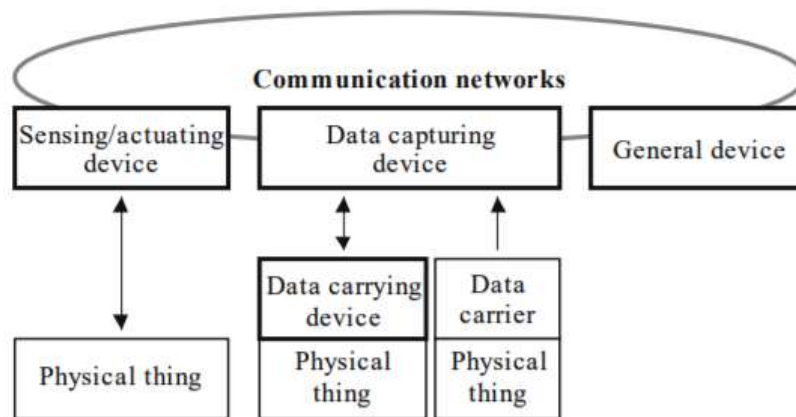 Communication networks
Sensing/actuating
device
Data capturing
device
General device
Data carrying
device
Data
carrier
Physical thing
Physical
thing
Physical
thing